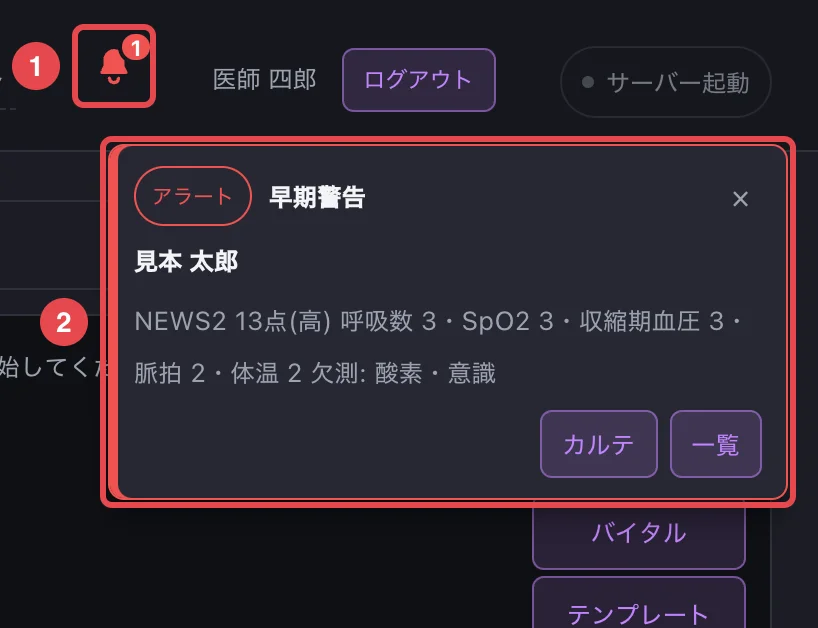 1
1
医師 四郎
ログアウト
サーバー起動
アラート
早期警告
×
見本 太郎
2
NEWS2 13点(高) 呼吸数 3・SpO2 3・収縮期血圧 3・
脈拍 2・体温 2 欠測: 酸素・意識
始してくだ
カルテ
一覧
バイタル
テンプレート